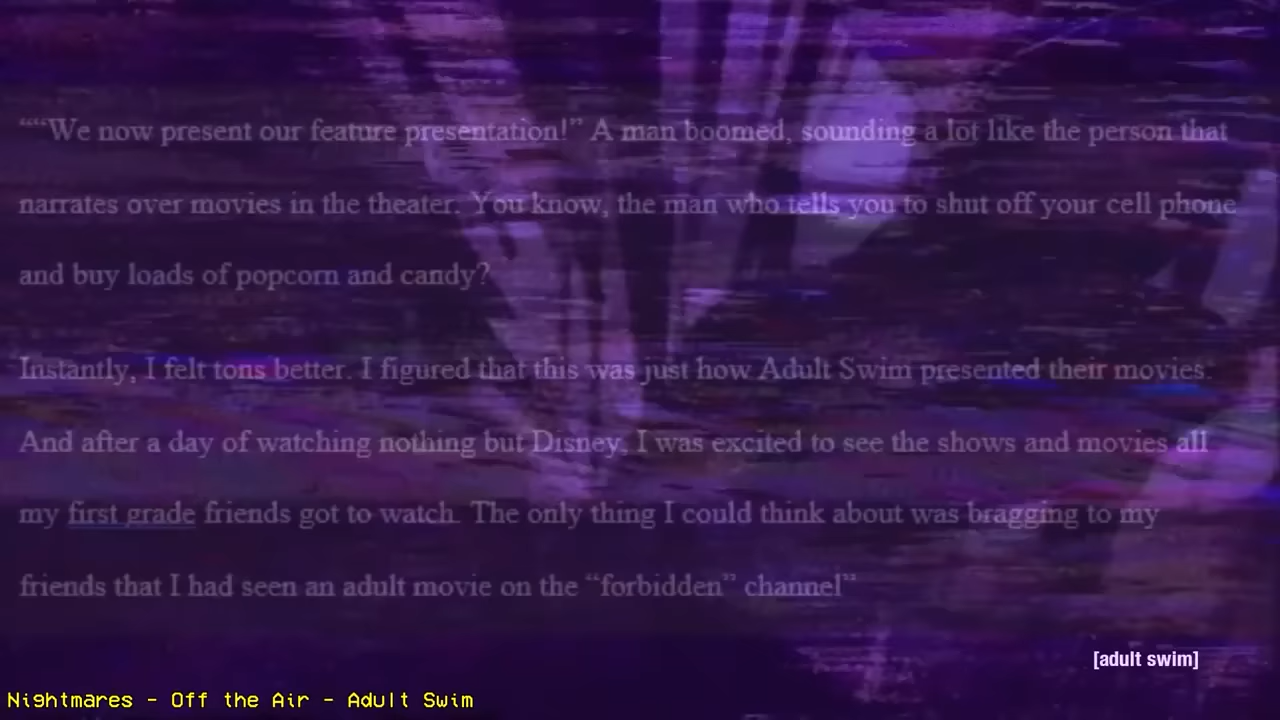 ““We now present our feature presentation!” A man boomed, sounding a lot like the person that
narrates over movies in the theater. You know, the man who tells you to shut off your cell phone
and buy loads of popcorn and candy?
Instantly, I felt tons better. I figured that this was just how Adult Swim presented their movies.
And after a day of watching nothing but Disney, I was excited to see the shows and movies all
my first grade friends got to watch. The only thing I could think about was bragging to my
friends that I had seen an adult movie on the “forbidden” channel”
[adult swim]
Nightmares - Off the Air - Adult Swim